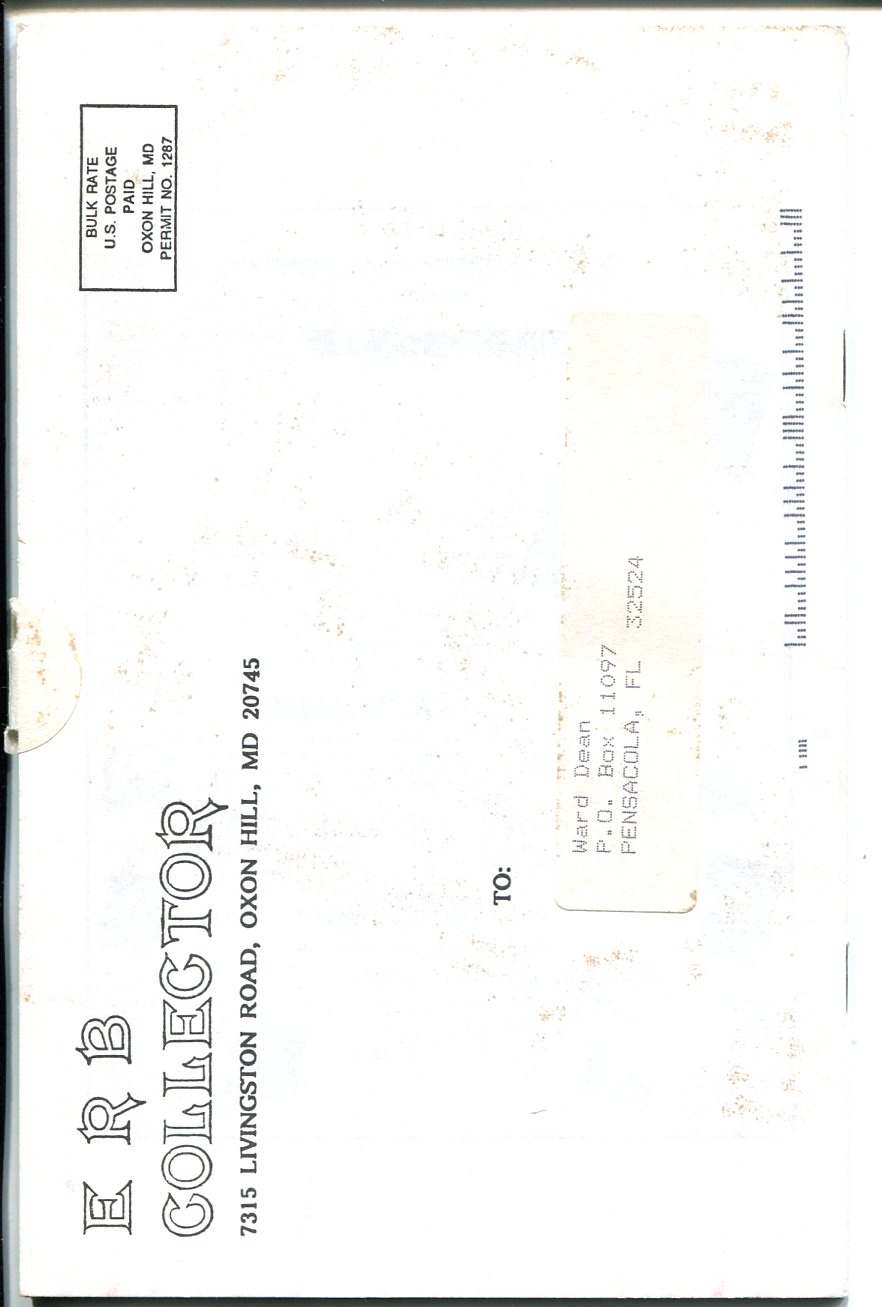 E R B
COLLECTOR
7315 LIVINGSTON ROAD, OXON HILL, MD 20745
BULK RATE
U.S. POSTAGE
PAID
OXON HILL, MD
PERMIT NO. 1287
TO:
Ward Dean
P.O. Box 11097
PENSACOLA, FL 32524